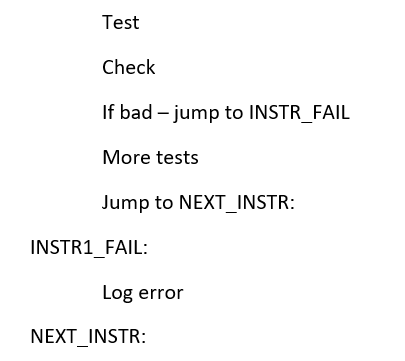 Test
Check
If bad – jump to INSTR_FAIL
More tests
Jump to NEXT_INSTR:
INSTR1_FAIL:
Log error
NEXT_INSTR: